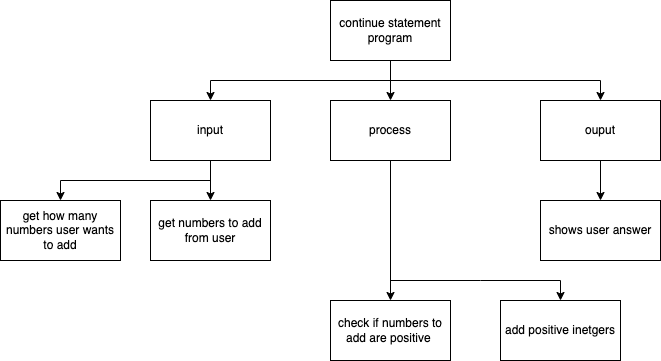 continue statement
program
input
process
ouput
get how many
numbers user wants
to add
get numbers to add
from user
shows user answer
check if numbers to
add are positive
add positive inetgers